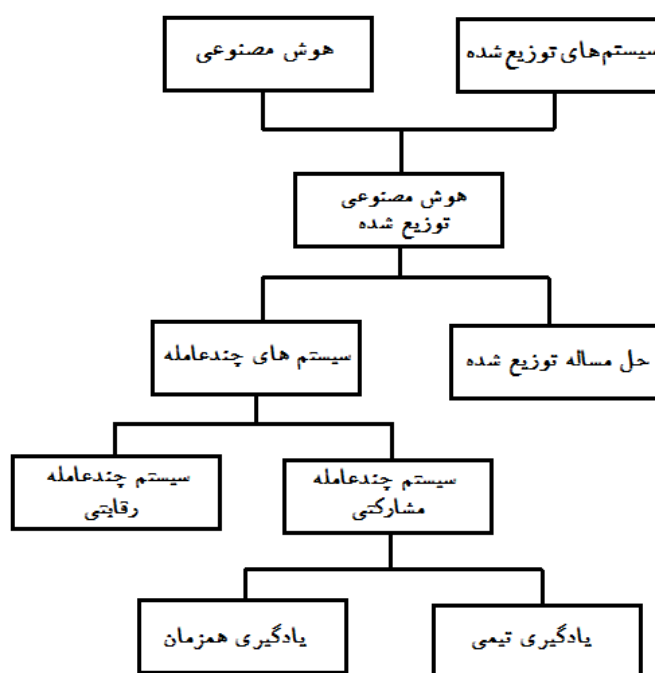 سیستم‌های توزیع شده
هوش مصنوعی
هوش مصنوعی
توزیع شده
حل مساله توزیع شده
سیستم های چندعامله
سیستم چندعامله
مشارکتی
سیستم چندعامله
رقابتی
یادگیری تیمی
یادگیری همزمان